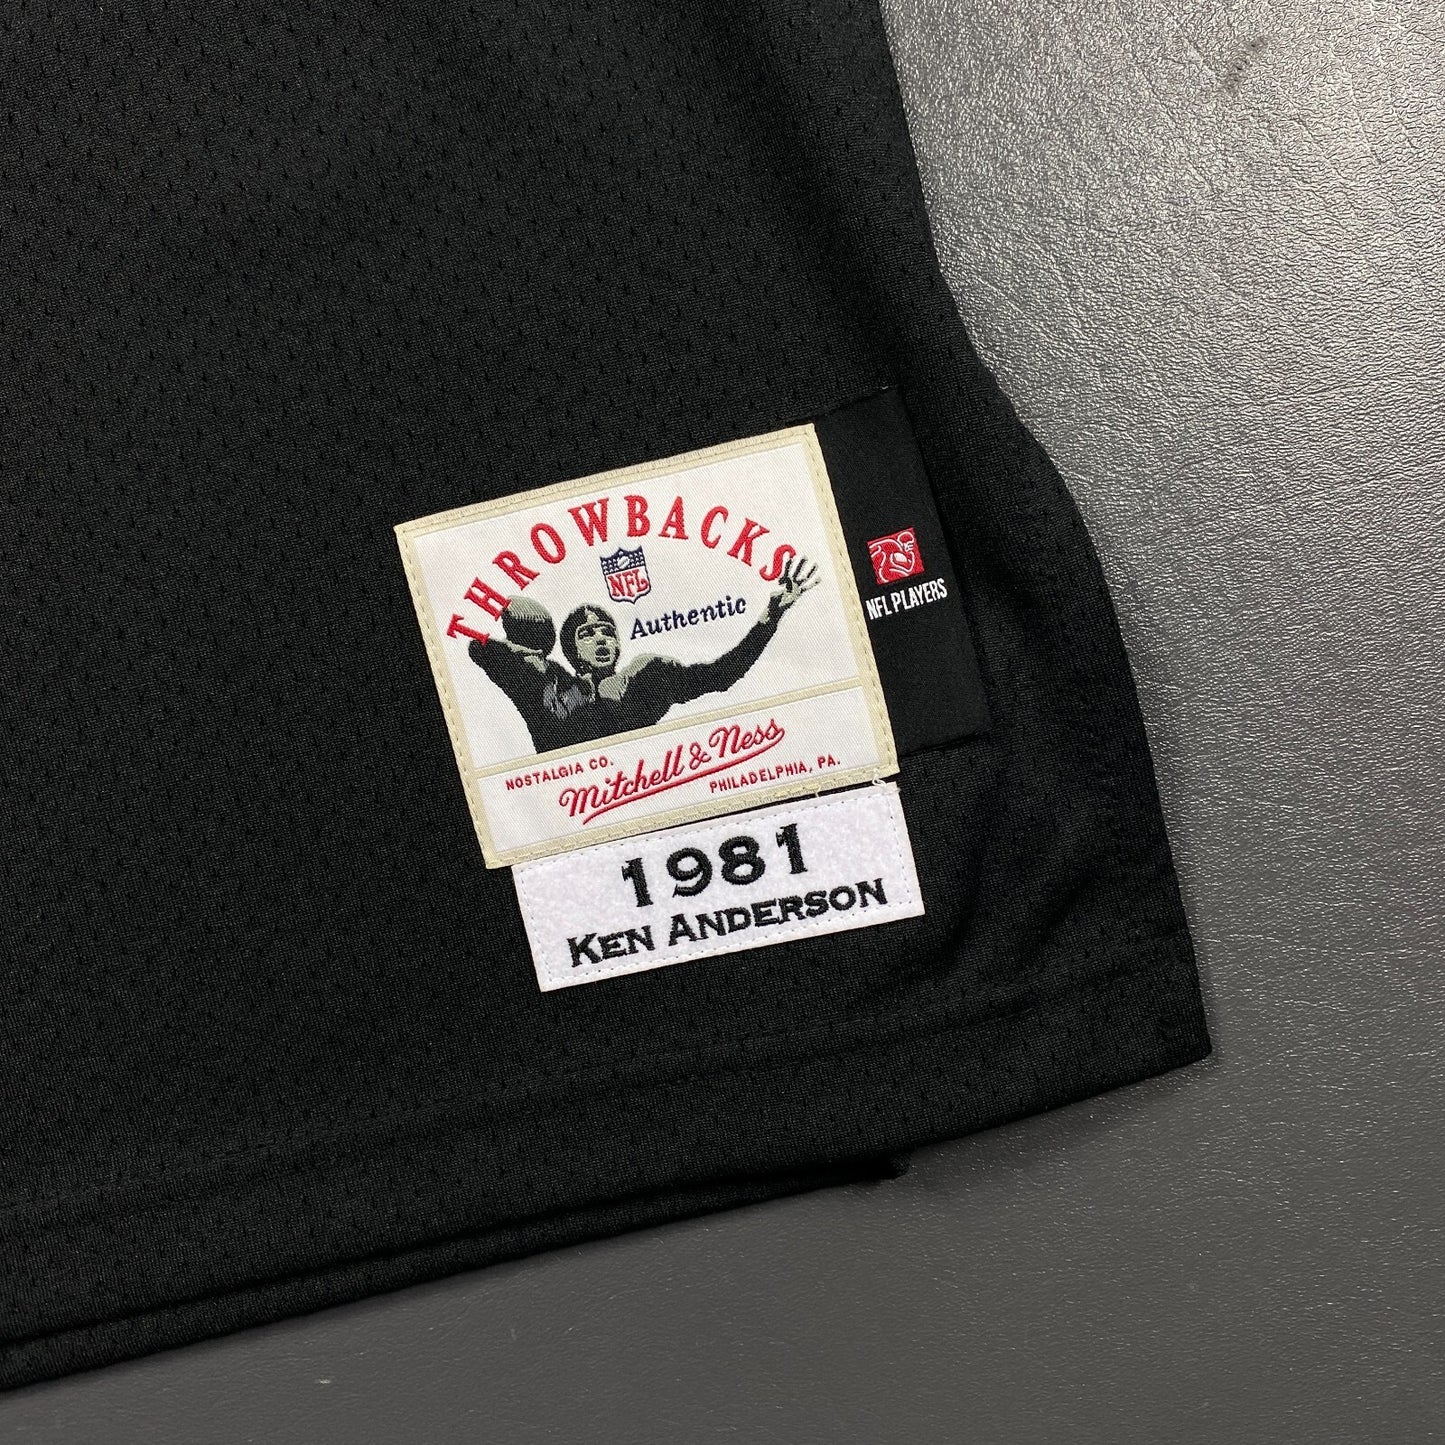 THROWBACKS
NFL
Authentic
NFL PLAYERS
NOSTALGIA CO.
Mitchell & Ness
PHILADELPHIA, PA.
1981
KEN ANDERSON